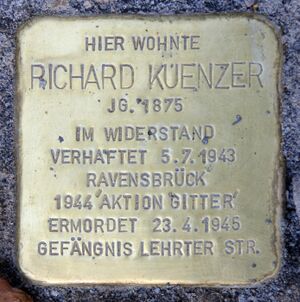 HIER WOHNTE
RICHARD KUENZER
JG. 1875
IM WIDERSTAND
VERHAFTET 5.7.1943
RAVENSBRÜCK
1944 'AKTION GITTER'
ERMORDET 23.4.1945
GEFÄNGNIS LEHRTER STR.